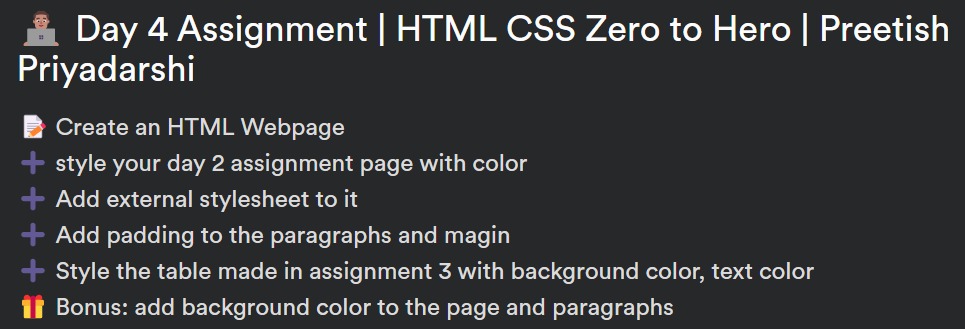 👨🏽‍💻 Day 4 Assignment | HTML CSS Zero to Hero | Preetish
Priyadarshi
📝 Create an HTML Webpage
➕ style your day 2 assignment page with color
➕ Add external stylesheet to it
➕ Add padding to the paragraphs and magin
➕ Style the table made in assignment 3 with background color, text color
🎁 Bonus: add background color to the page and paragraphs